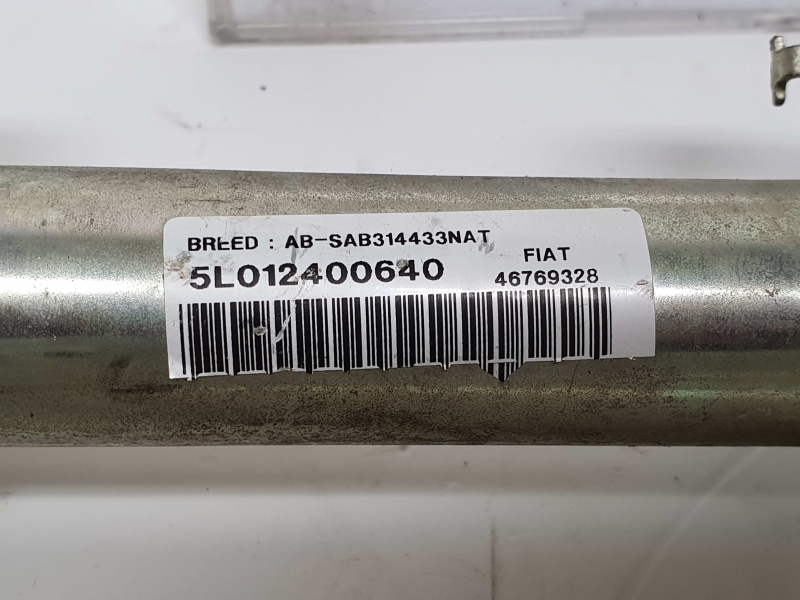 BREED : AB-SAB314433NAT
5L012400640
FIAT
46769328